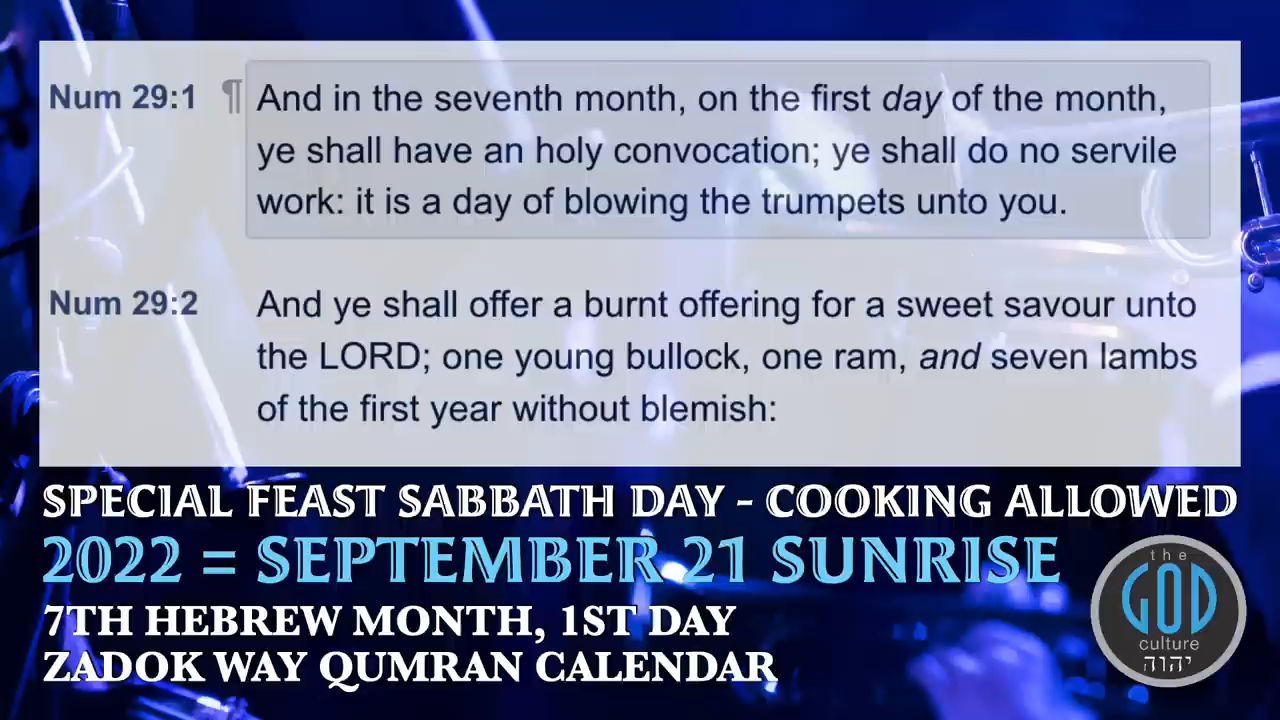 Num 29:1 ¶ And in the seventh month, on the first day of the month,
ye shall have an holy convocation; ye shall do no servile
work: it is a day of blowing the trumpets unto you.
Num 29:2 And ye shall offer a burnt offering for a sweet savour unto
the LORD; one young bullock, one ram, and seven lambs
of the first year without blemish:
SPECIAL FEAST SABBATH DAY - COOKING ALLOWED
2022 = SEPTEMBER 21 SUNRISE
7TH HEBREW MONTH, 1ST DAY
ZADOK WAY QUMRAN CALENDAR
the
GOD
culture
יהוה